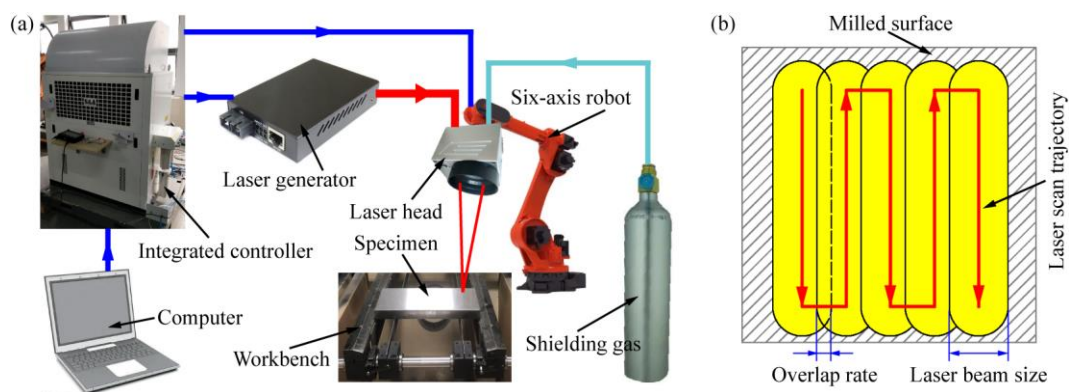 (a)
Six-axis robot
Laser generator
Laser head
Integrated controller
Specimen
Computer
Workbench
Shielding gas
(b)
Milled surface
Laser scan trajectory
Overlap rate
Laser beam size